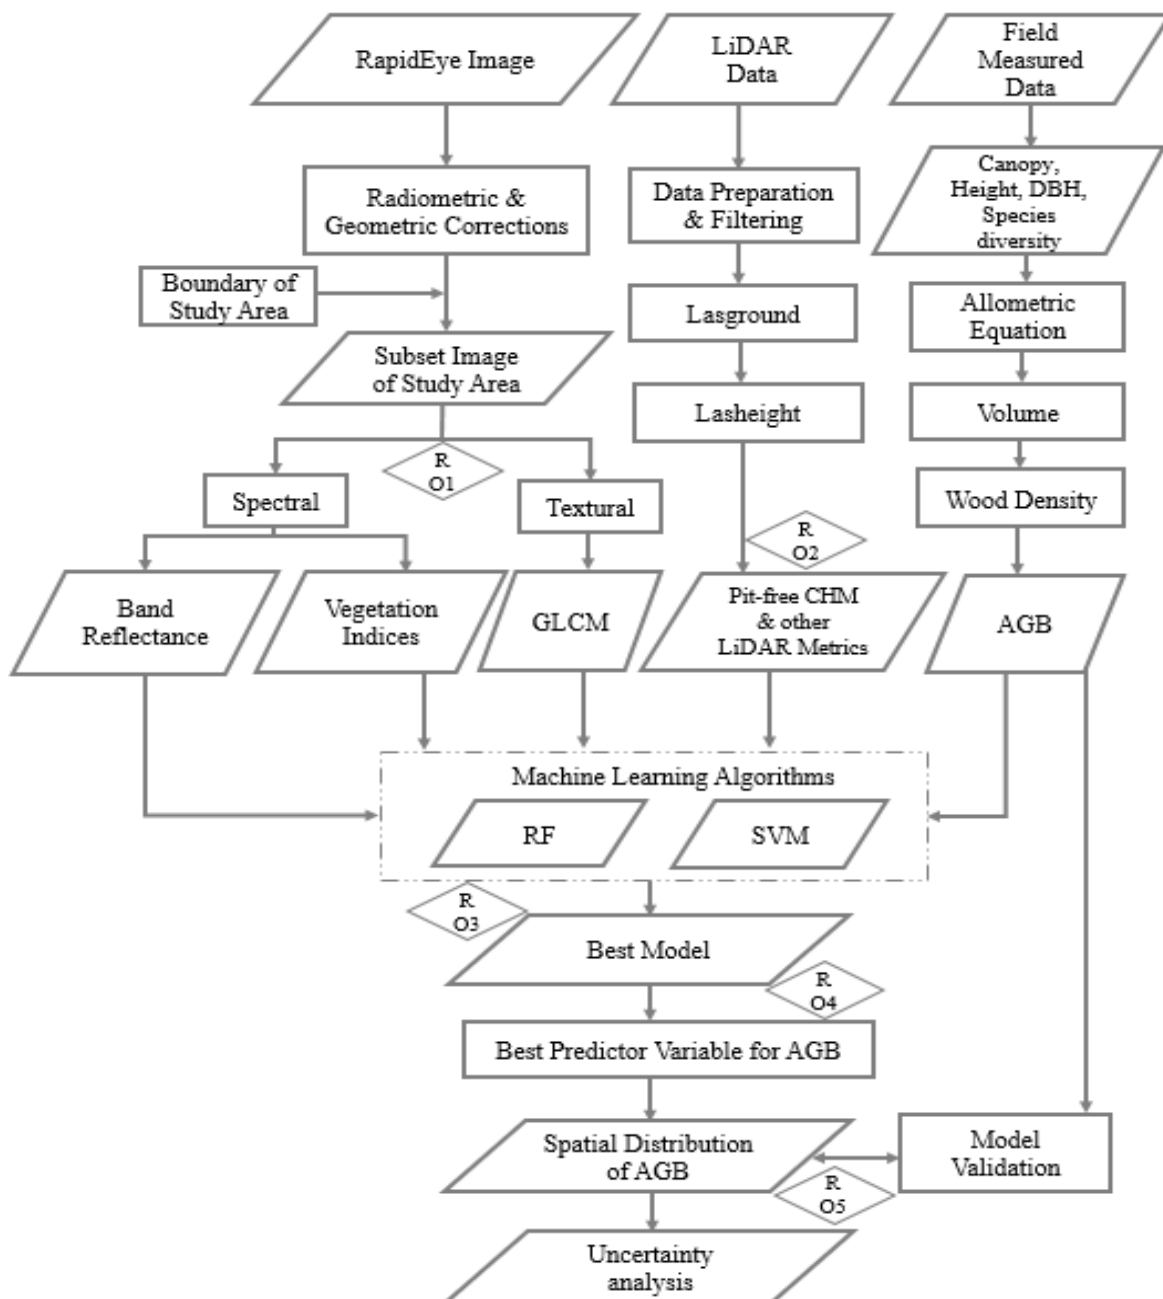 RapidEye Image
LiDAR
Data
Field
Measured
Data
Radiometric &
Geometric Corrections
Data Preparation
& Filtering
Canopy,
Height, DBH,
Species
diversity
Boundary of
Study Area
Lasground
Allometric
Equation
Subset Image
of Study Area
Lasheight
Volume
R
O1
Spectral
Textural
Wood Density
R
O2
Band
Reflectance
Vegetation
Indices
GLCM
Pit-free CHM
& other
LiDAR Metrics
AGB
Machine Learning Algorithms
RF
SVM
R
O3
Best Model
R
O4
Best Predictor Variable for AGB
Spatial Distribution
of AGB
Model
Validation
R
O5
Uncertainty
analysis